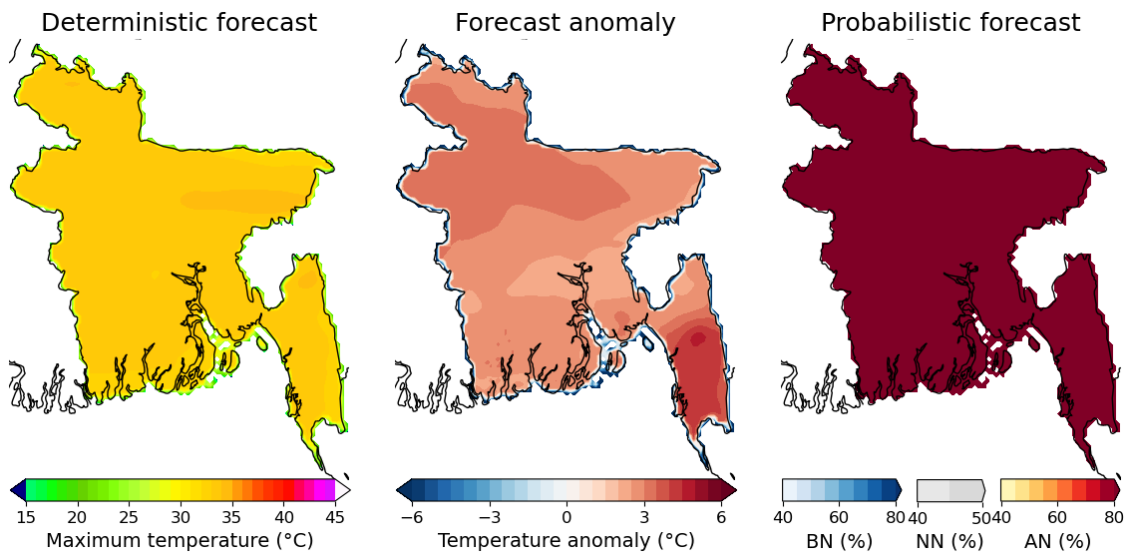 Deterministic forecast
Forecast anomaly
Probabilistic forecast
15 20 25 30 35 40 45
Maximum temperature (°C)
−6 −3 0 3 6
Temperature anomaly (°C)
40 60 80
BN (%)
40 50
NN (%)
40 60 80
AN (%)